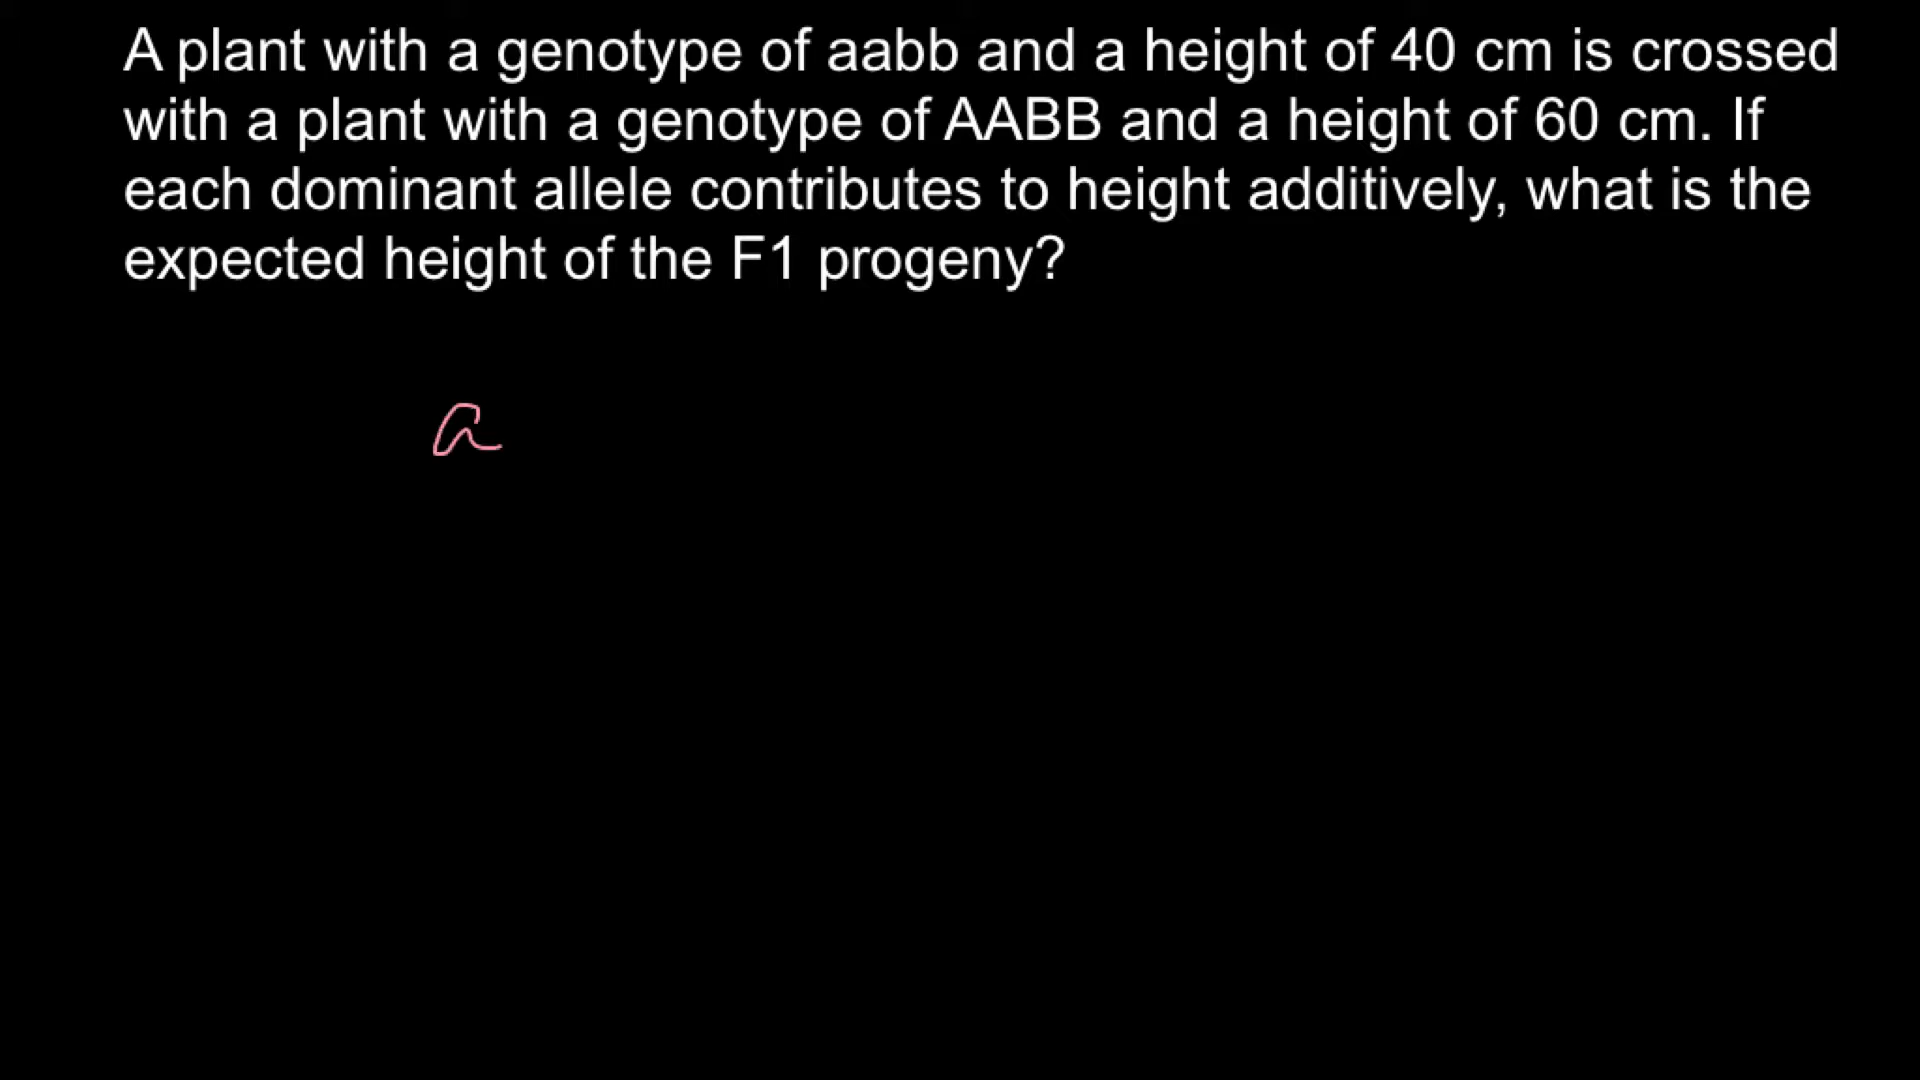 A plant with a genotype of aabb and a height of 40 cm is crossed
with a plant with a genotype of AABB and a height of 60 cm. If
each dominant allele contributes to height additively, what is the
expected height of the F1 progeny?
a